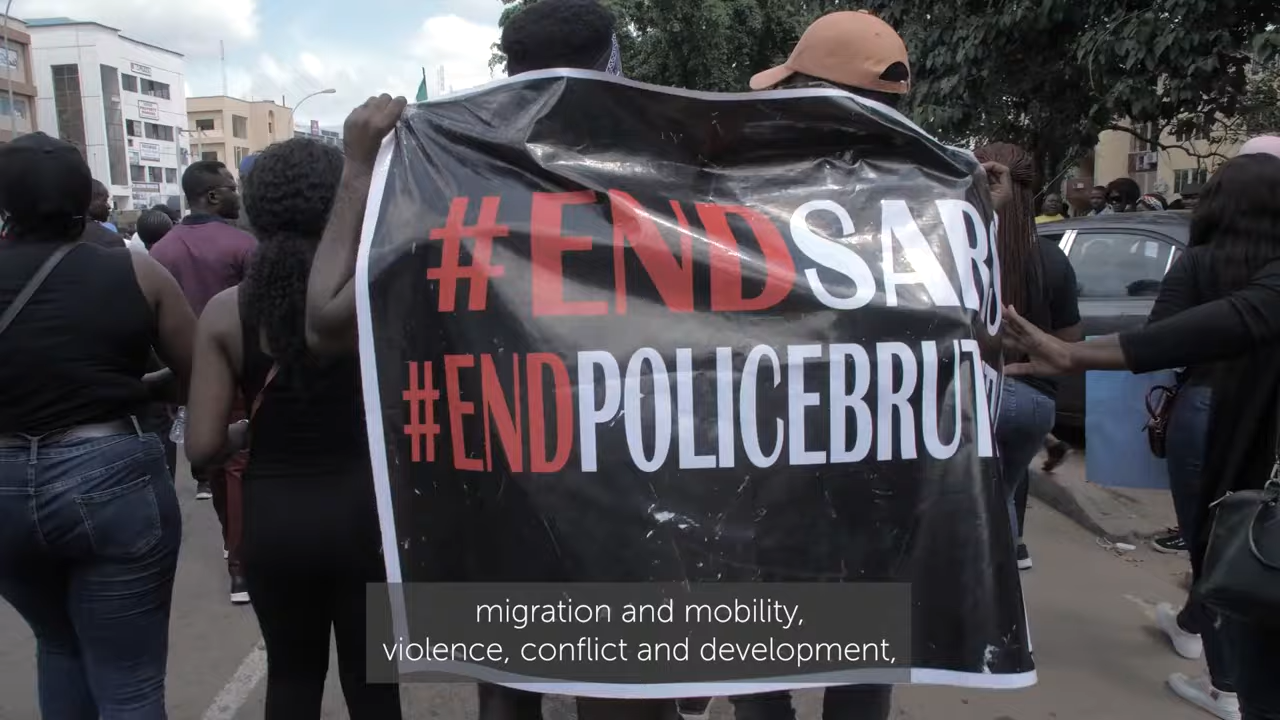 #ENDSARS
#ENDPOLICEBRUT
migration and mobility,
violence, conflict and development,